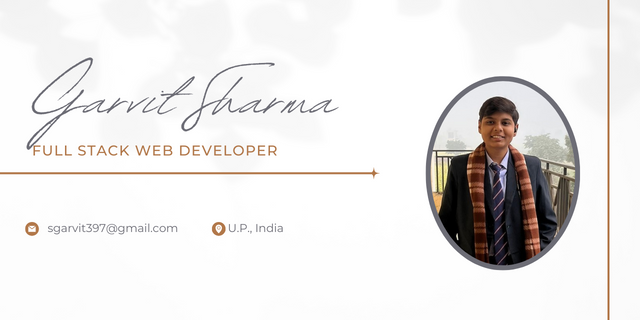 Garvit Sharma
FULL STACK WEB DEVELOPER
sgarvit397@gmail.com
U.P., India